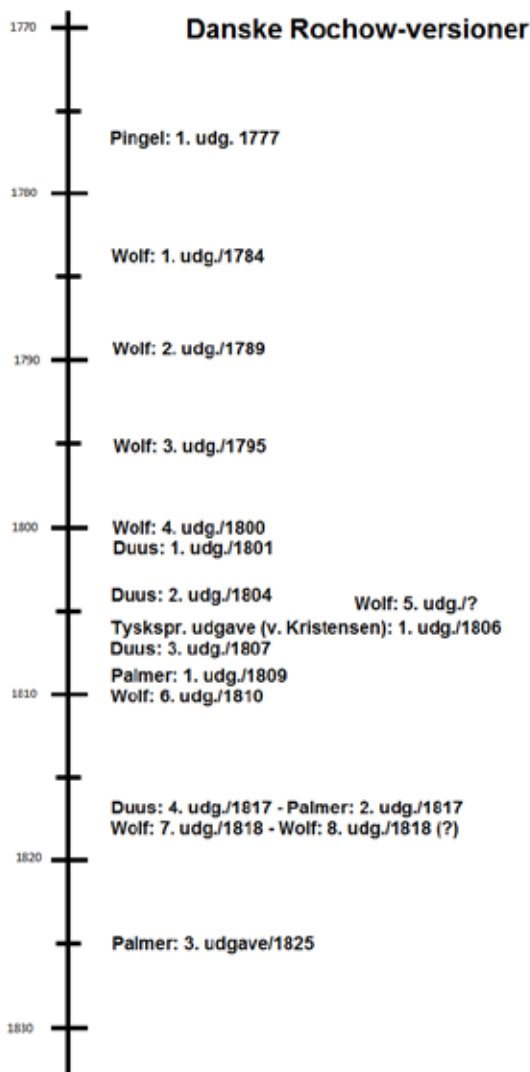 Danske Rochow-versioner
1770
Pingel: 1. udg. 1777
1780
Wolf: 1. udg./1784
Wolf: 2. udg./1789
1790
Wolf: 3. udg./1795
1800
Wolf: 4. udg./1800
Duus: 1. udg./1801
Duus: 2. udg./1804
Wolf: 5. udg./?
Tyskspr. udgave (v. Kristensen): 1. udg./1806
Duus: 3. udg./1807
Palmer: 1. udg./1809
1810
Wolf: 6. udg./1810
Duus: 4. udg./1817 - Palmer: 2. udg./1817
Wolf: 7. udg./1818 - Wolf: 8. udg./1818 (?)
1820
Palmer: 3. udgave/1825
1830